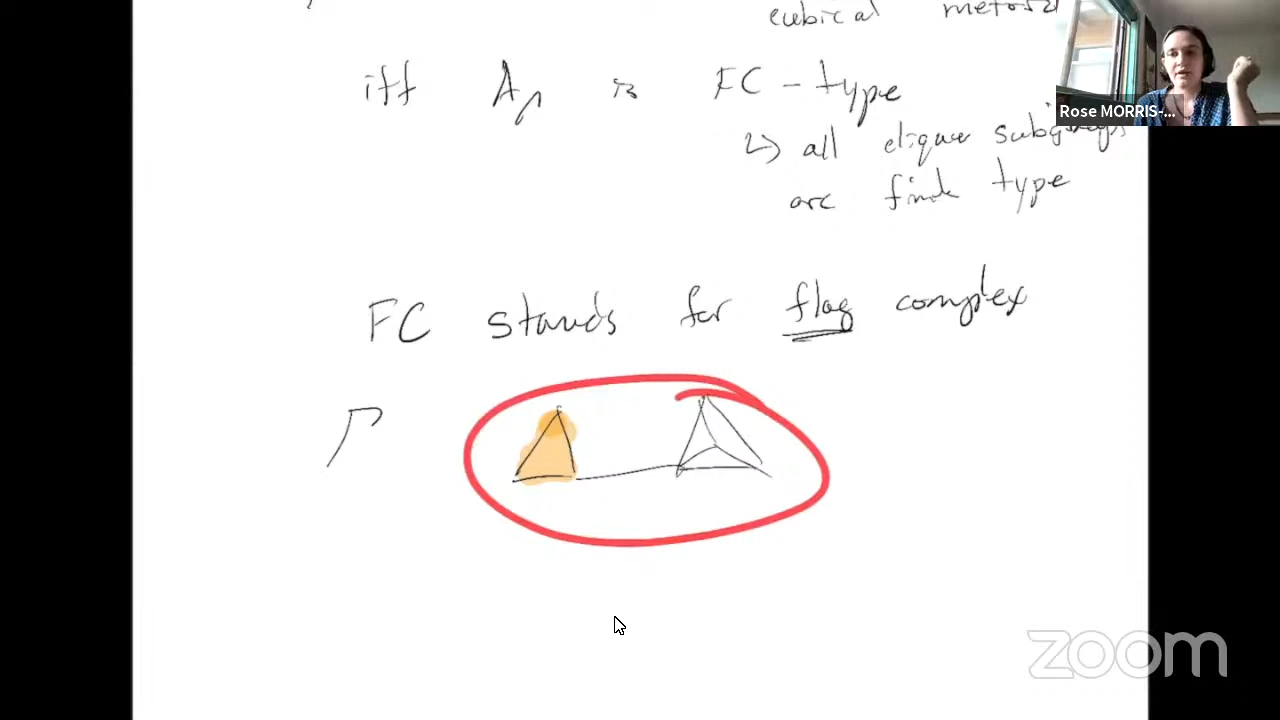 cubical metric
Rose MORRIS-...
iff A_Γ is FC-type
↳ all clique subgroups
are finite type
FC stands for flag complex
Γ
zoom